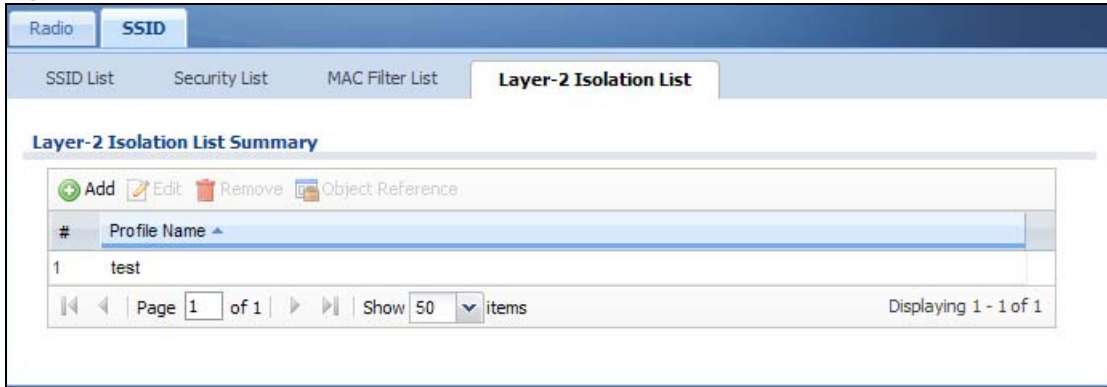 Radio SSID
SSID List Security List MAC Filter List Layer-2 Isolation List
Layer-2 Isolation List Summary
Add Edit Remove Object Reference
# Profile Name
1 test
Page 1 of 1 Show 50 items Displaying 1 - 1 of 1